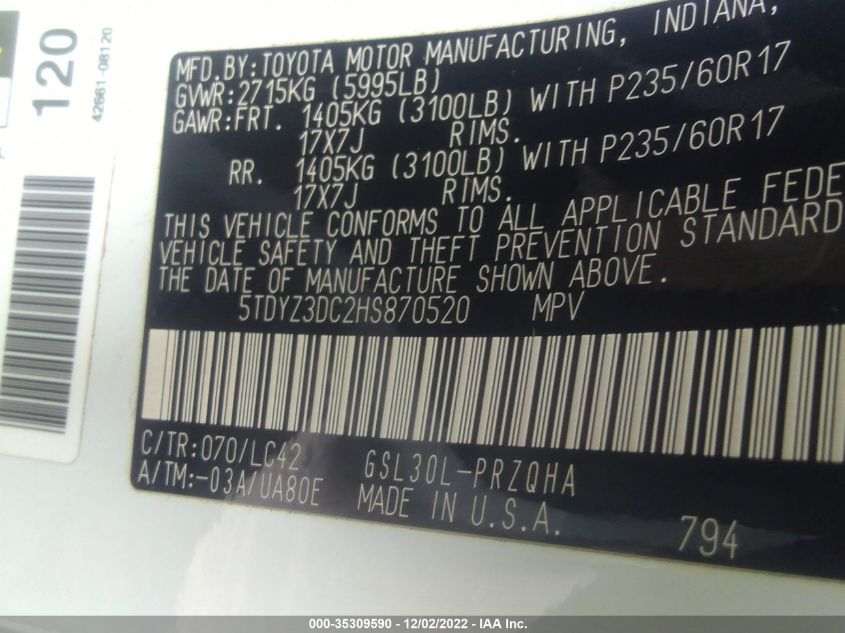 120
42661-08120
MFD.BY:TOYOTA MOTOR MANUFACTURING, INDIANA,
GVWR:2715KG (5995LB)
GAWR:FRT. 1405KG (3100LB) WITH P235/60R17
17X7J RIMS.
RR. 1405KG (3100LB) WITH P235/60R17
17X7J RIMS.
THIS VEHICLE CONFORMS TO ALL APPLICABLE FEDE
VEHICLE SAFETY AND THEFT PREVENTION STANDARD
THE DATE OF MANUFACTURE SHOWN ABOVE.
5TDYZ3DC2HS870520 MPV
C/TR:070/LC42 GSL30L-PRZQHA
A/TM:-03A/UA80E MADE IN U.S.A.
794
000-35309590 - 12/02/2022 - IAA Inc.